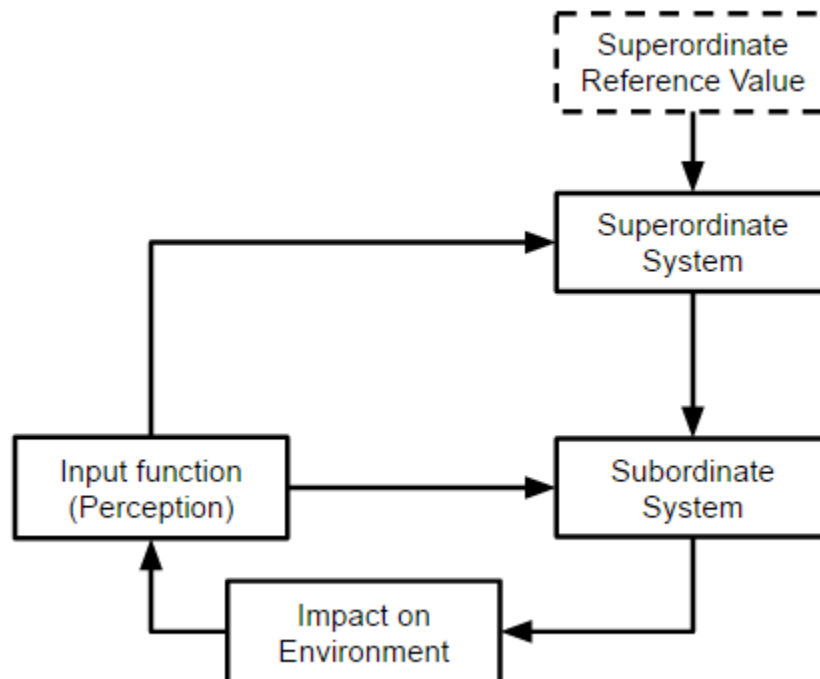 Superordinate
Reference Value
Superordinate
System
Input function
(Perception)
Subordinate
System
Impact on
Environment